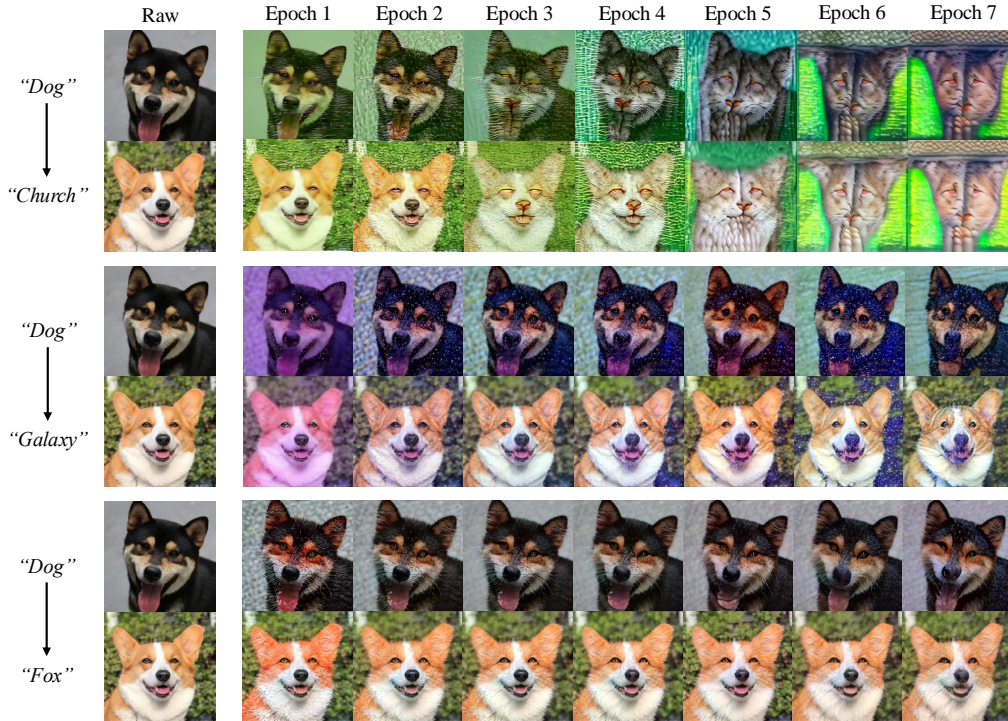 Raw Epoch 1 Epoch 2 Epoch 3 Epoch 4 Epoch 5 Epoch 6 Epoch 7
“Dog”
“Church”
“Dog”
“Galaxy”
“Dog”
“Fox”